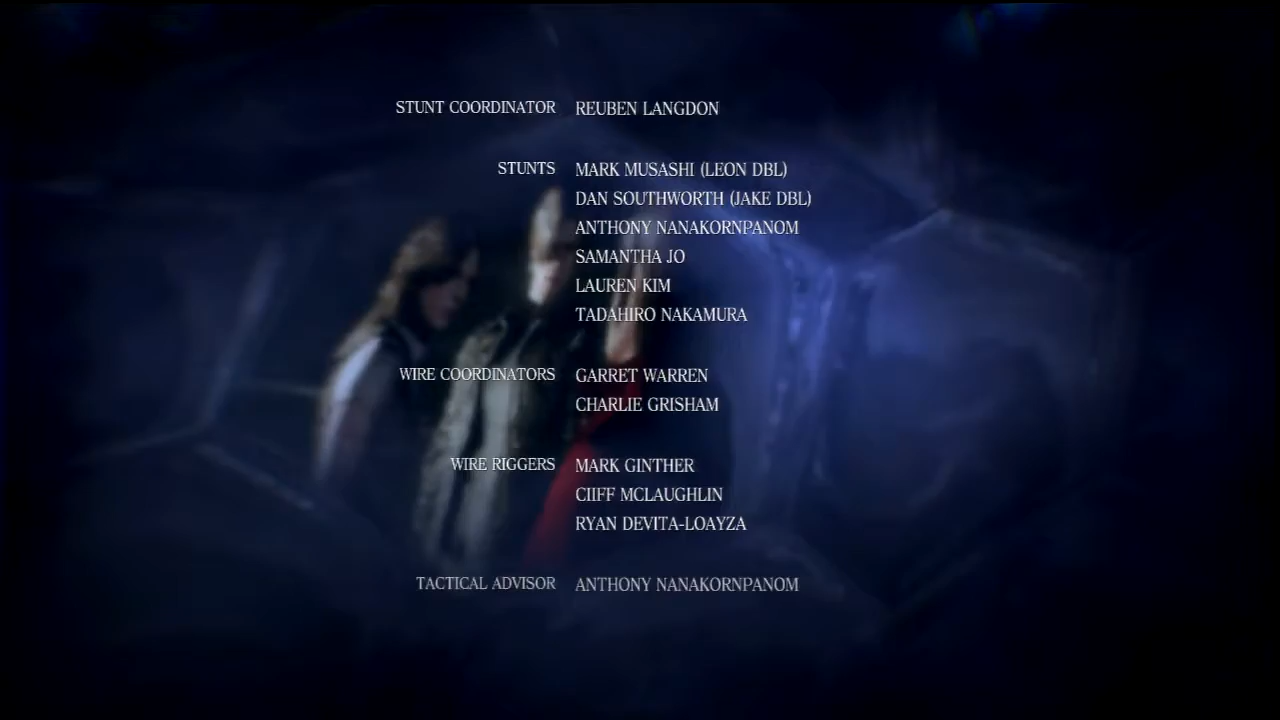 STUNT COORDINATOR REUBEN LANGDON
STUNTS MARK MUSASHI (LEON DBL)
DAN SOUTHWORTH (JAKE DBL)
ANTHONY NANAKORNPANOM
SAMANTHA JO
LAUREN KIM
TADAHIRO NAKAMURA
WIRE COORDINATORS GARRET WARREN
CHARLIE GRISHAM
WIRE RIGGERS MARK GINTHER
CIIFF MCLAUGHLIN
RYAN DEVITA-LOAYZA
TACTICAL ADVISOR ANTHONY NANAKORNPANOM